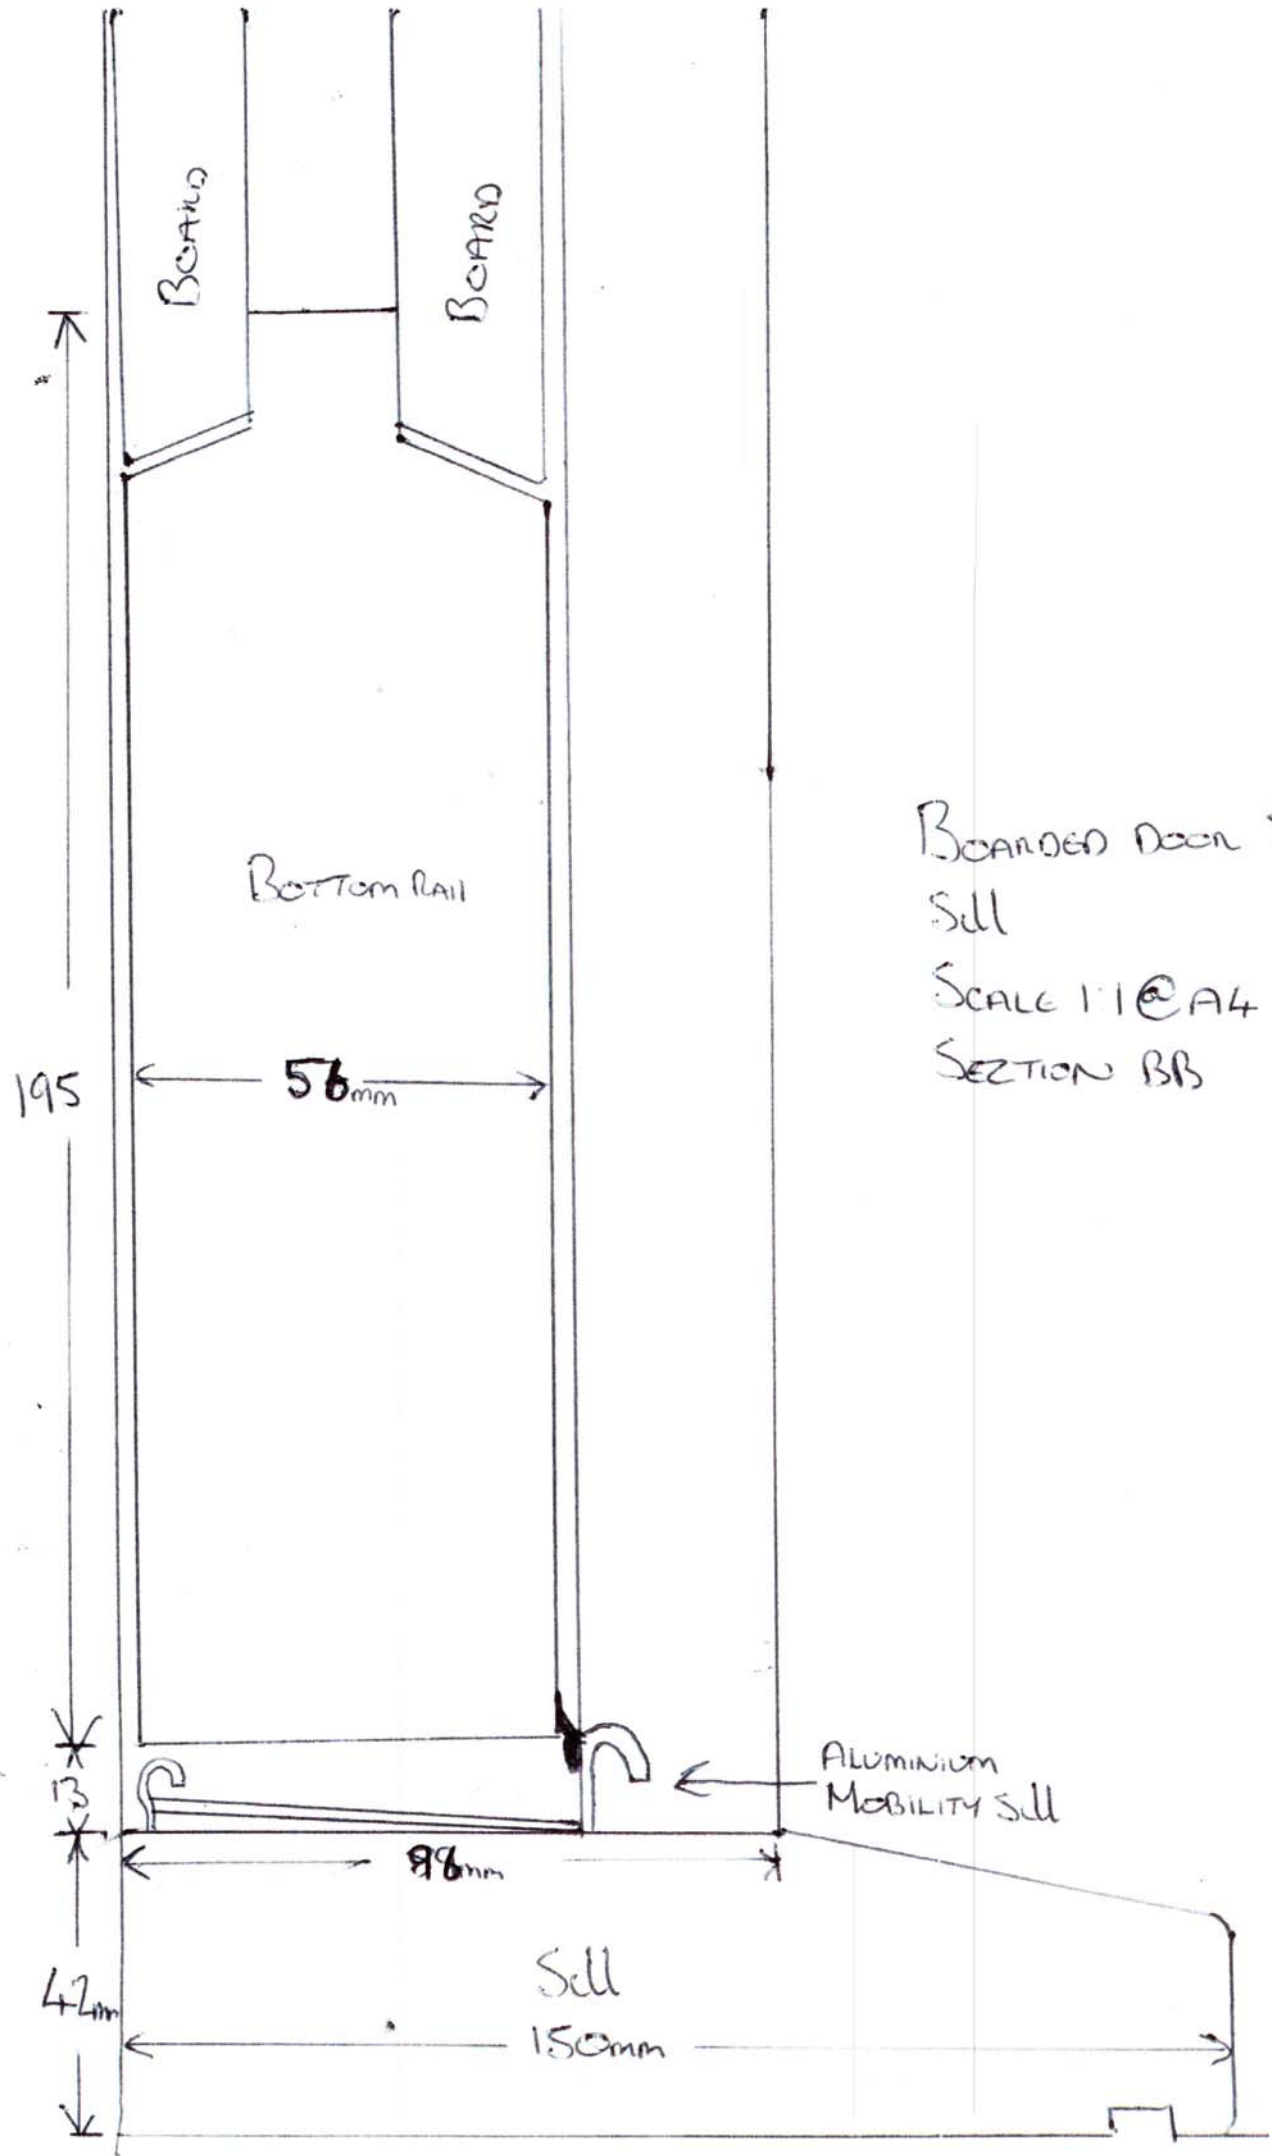 BOARD
BOARD
BOTTOM RAIL
BOARDED DOOR
Sill
SCALE 1:1 @ A4
SECTION BB
195
56mm
13
ALUMINIUM
MOBILITY Sill
98mm
42mm
Sill
150mm